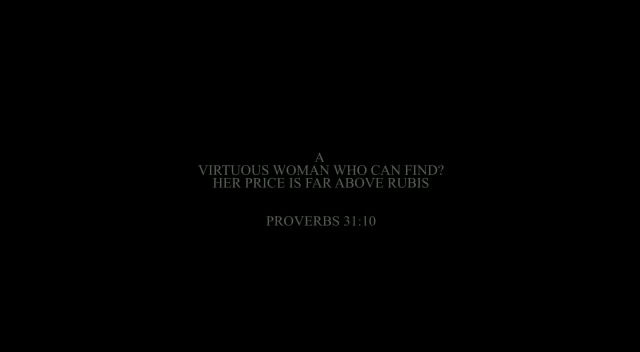 A
VIRTUOUS WOMAN WHO CAN FIND?
HER PRICE IS FAR ABOVE RUBIS
PROVERBS 31:10